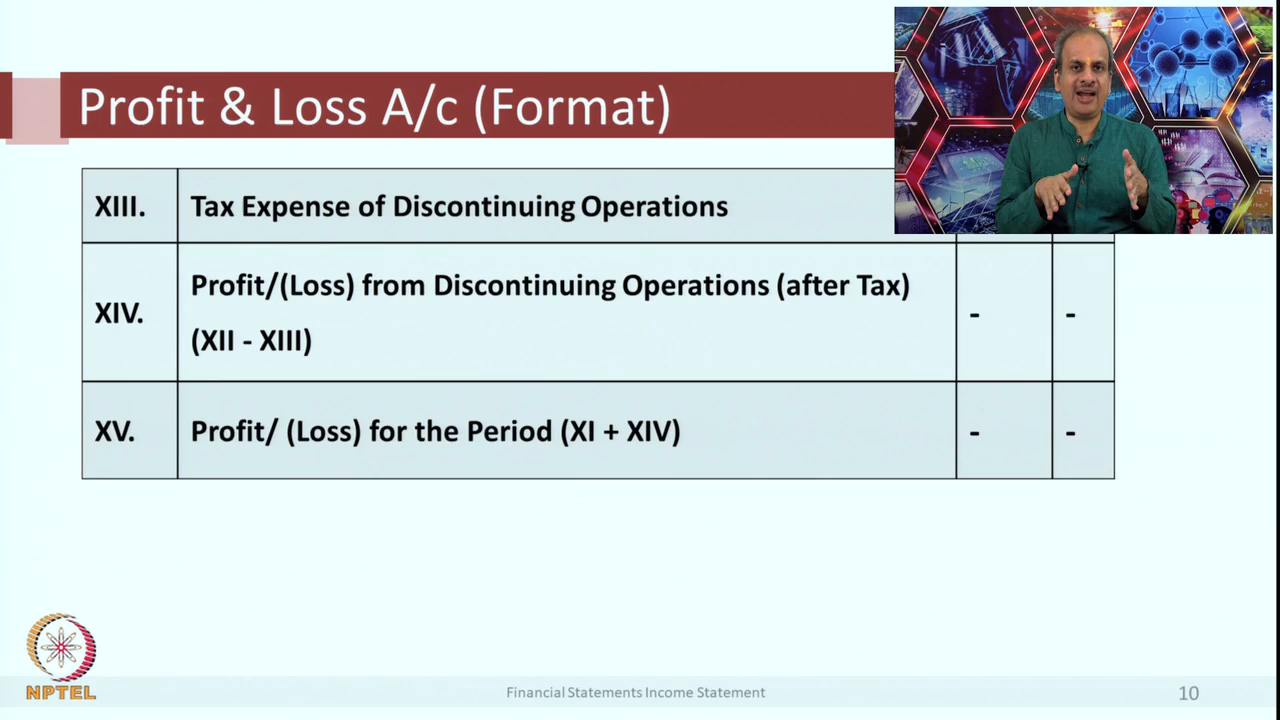 Profit & Loss A/c (Format)
XIII. Tax Expense of Discontinuing Operations
Profit/(Loss) from Discontinuing Operations (after Tax)
XIV. - -
(XII - XIII)
XV. Profit/ (Loss) for the Period (XI + XIV) - -
NPTEL
Financial Statements Income Statement 10